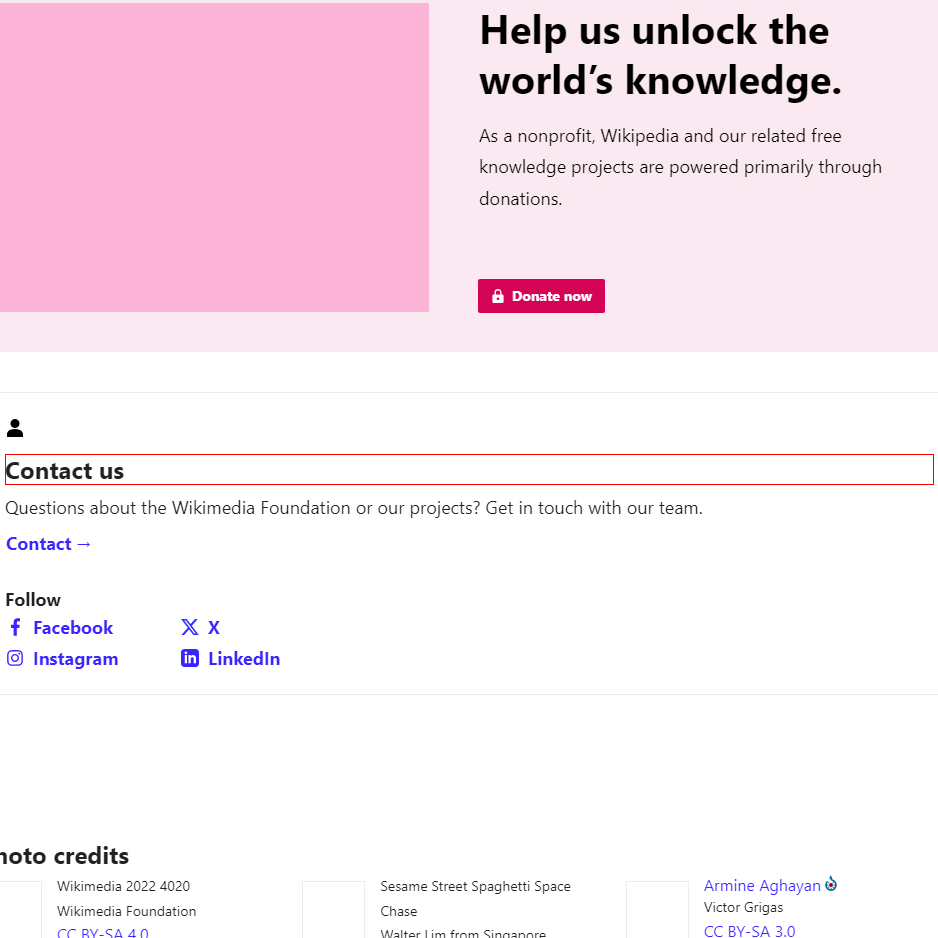 Help us unlock the
world’s knowledge.
As a nonprofit, Wikipedia and our related free
knowledge projects are powered primarily through
donations.
Donate now
Contact us
Questions about the Wikimedia Foundation or our projects? Get in touch with our team.
Contact →
Follow
Facebook
X
Instagram
LinkedIn
hoto credits
Wikimedia 2022 4020
Wikimedia Foundation
CC BY-SA 4.0
Sesame Street Spaghetti Space
Chase
Walter Lim from Singapore
Armine Aghayan
Victor Grigas
CC BY-SA 3.0